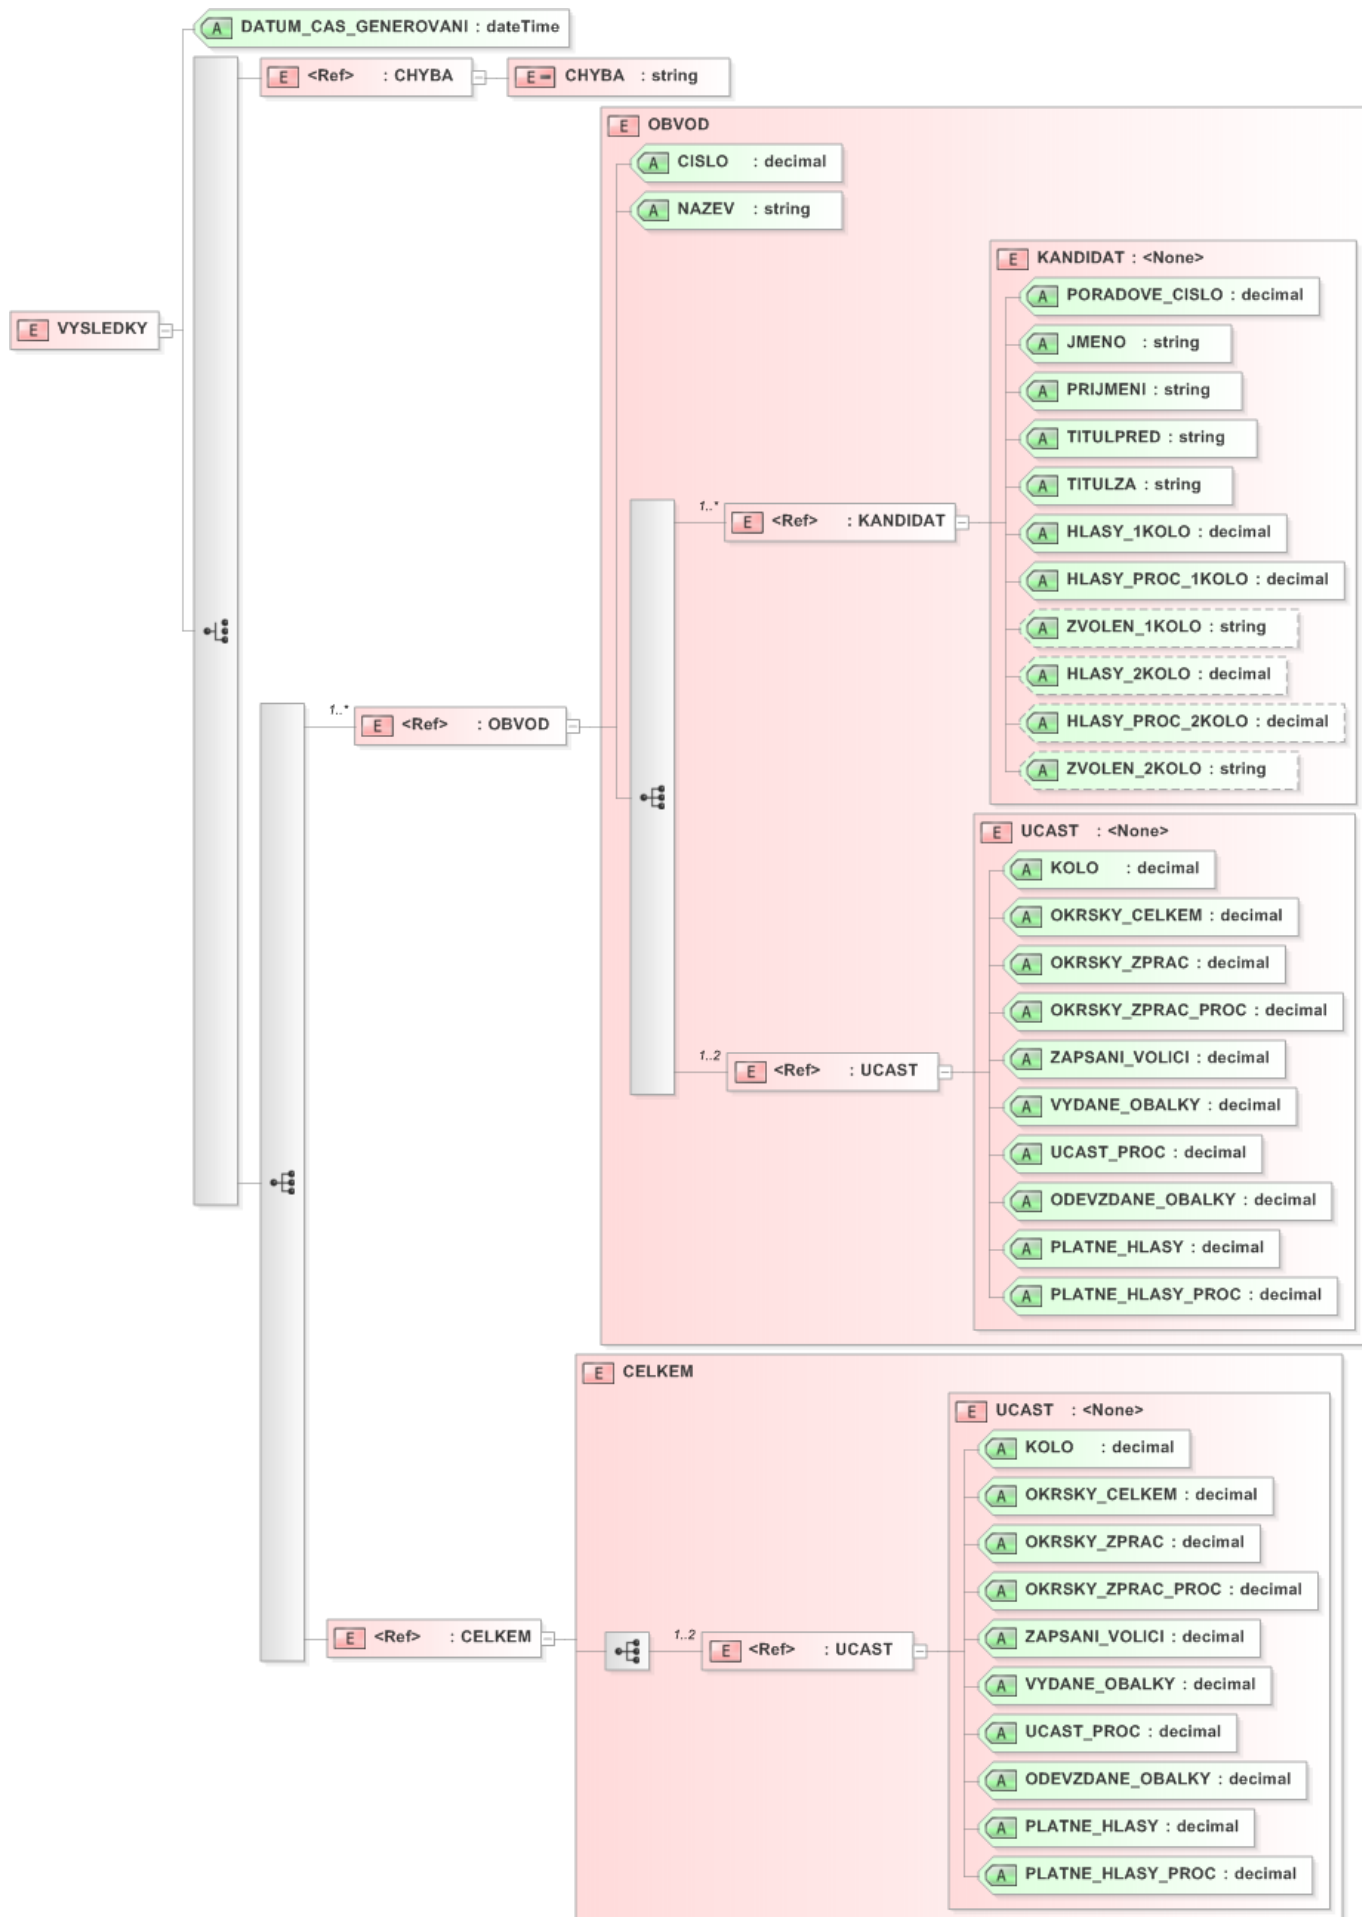 A DATUM_CAS_GENEROVANI : dateTime
E <Ref> : CHYBA
E CHYBA : string
E OBVOD
A CISLO : decimal
A NAZEV : string
E KANDIDAT : <None>
A PORADOVE_CISLO : decimal
E VYSLEDKY
A JMENO : string
A PRIJMENI : string
A TITULPRED : string
A TITULZA : string
1..*
E <Ref> : KANDIDAT
A HLASY_1KOLO : decimal
A HLASY_PROC_1KOLO : decimal
A ZVOLEN_1KOLO : string
A HLASY_2KOLO : decimal
1..*
E <Ref> : OBVOD
A HLASY_PROC_2KOLO : decimal
A ZVOLEN_2KOLO : string
E UCAST : <None>
A KOLO : decimal
A OKRSKY_CELKEM : decimal
A OKRSKY_ZPRAC : decimal
A OKRSKY_ZPRAC_PROC : decimal
1..2
E <Ref> : UCAST
A ZAPSANI_VOLICI : decimal
A VYDANE_OBALKY : decimal
A UCAST_PROC : decimal
A ODEVZDANE_OBALKY : decimal
A PLATNE_HLASY : decimal
A PLATNE_HLASY_PROC : decimal
E CELKEM
E UCAST : <None>
A KOLO : decimal
A OKRSKY_CELKEM : decimal
A OKRSKY_ZPRAC : decimal
A OKRSKY_ZPRAC_PROC : decimal
E <Ref> : CELKEM
1..2
E <Ref> : UCAST
A ZAPSANI_VOLICI : decimal
A VYDANE_OBALKY : decimal
A UCAST_PROC : decimal
A ODEVZDANE_OBALKY : decimal
A PLATNE_HLASY : decimal
A PLATNE_HLASY_PROC : decimal